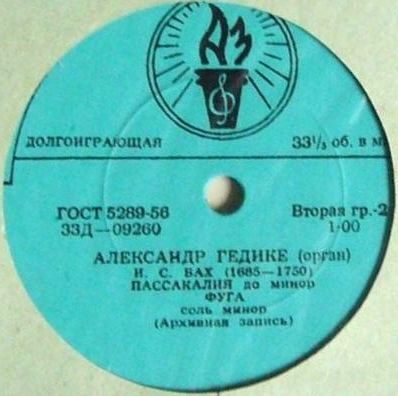 АЗ
ДОЛГОИГРАЮЩАЯ 33⅓ об. в м
ГОСТ 5289-56 Вторая гр.-2
33Д—09260 1-00
АЛЕКСАНДР ГЕДИКЕ (орган)
И. С. БАХ (1685—1750)
ПАССАКАЛИЯ до минор
ФУГА
соль минор
(Архивная запись)